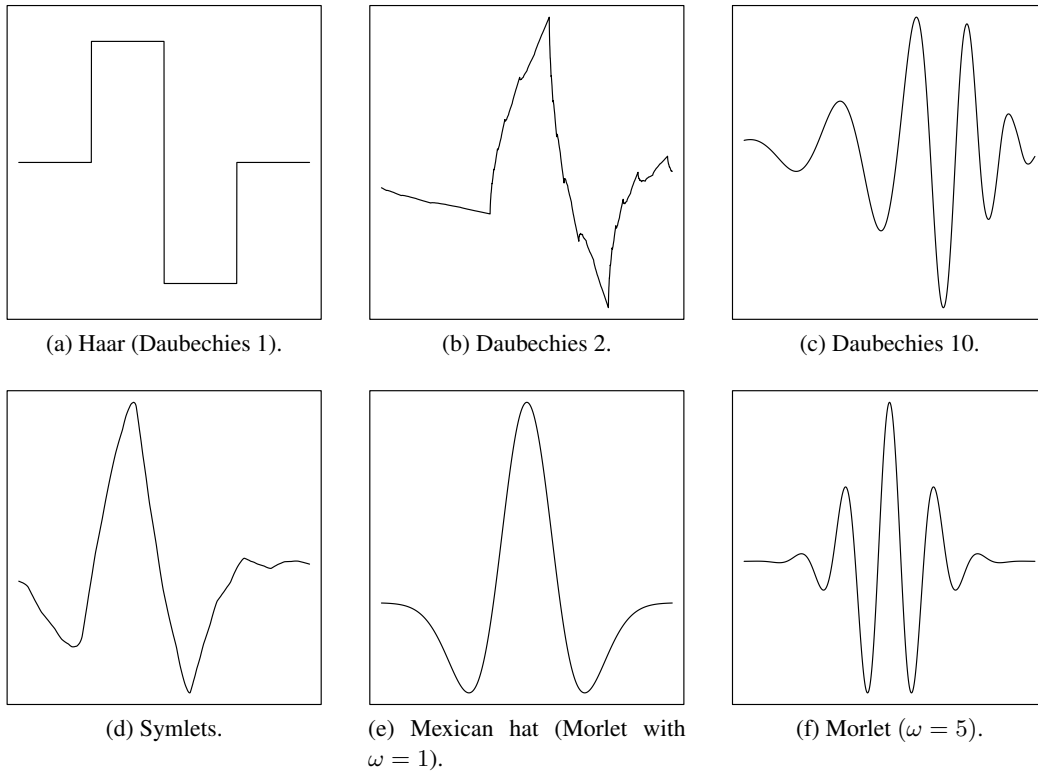 (a) Haar (Daubechies 1).
(b) Daubechies 2.
(c) Daubechies 10.
(d) Symlets.
(e) Mexican hat (Morlet with
ω = 1).
(f) Morlet (ω = 5).